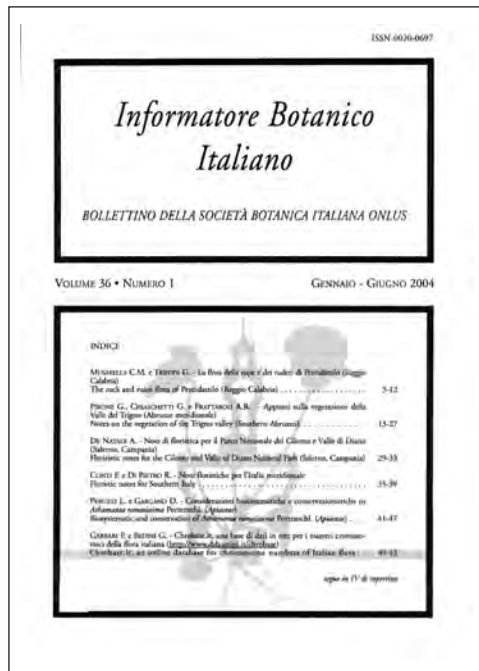 ISSN 0020-0697
Informatore Botanico
Italiano
BOLLETTINO DELLA SOCIETÀ BOTANICA ITALIANA ONLUS
VOLUME 36 • NUMERO 1 GENNAIO - GIUGNO 2004
INDICE
MUSARELLA C.M. e TRIPODI G. - La flora della rupe e dei ruderi di Pentidattilo (Reggio
Calabria)
The rock and ruins flora of Pentidattilo (Reggio Calabria) 5-12
PIRONE G., CIASCHETTI G. e FRATTAROLI A.R. - Appunti sulla vegetazione della
Valle del Trigno (Abruzzo meridionale)
Notes on the vegetation of the Trigno valley (Southern Abruzzo) 13-27
DE NATALE A. - Note di floristica per il Parco Nazionale del Cilento e Vallo di Diano
(Salerno, Campania)
Floristic notes for the Cilento and Vallo of Diano National Park (Salerno, Campania) 29-33
CONTI F. e DI PIETRO R. - Note floristiche per l'Italia meridionale
Floristic notes for Southern Italy 35-39
PERUZZI L. e GARGANO D. - Considerazioni biosistematiche e conservazionistiche su
Athamanta ramosissima Portenschl. (Apiaceae)
Biosystematic and conservation of Athamanta ramosissima Portenschl. (Apiaceae) 41-47
GARBARI F. e BEDINI G. - Chrobase.it, una base di dati in rete per i numeri cromoso-
mici della flora italiana
Chrobase.it, an online database for chromosome numbers of Italian flora 49-52
segue in IV di copertina